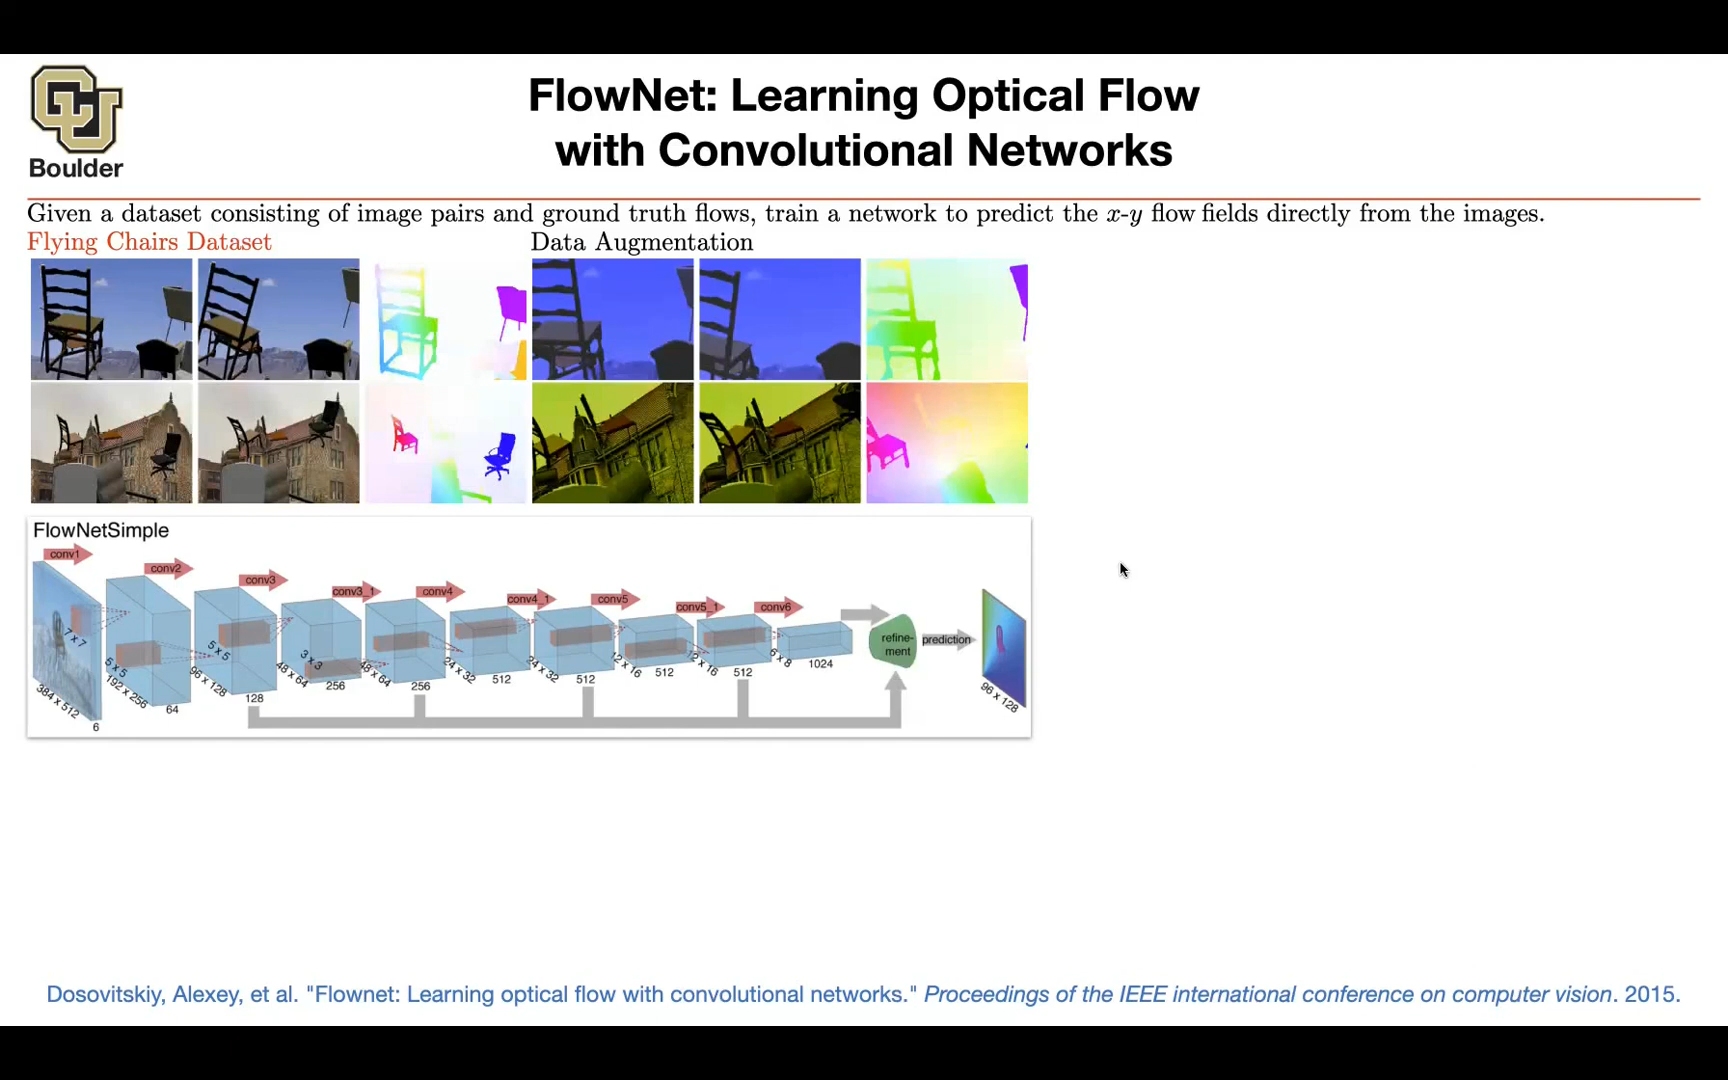 FlowNet: Learning Optical Flow
with Convolutional Networks
CU
Boulder
Given a dataset consisting of image pairs and ground truth flows, train a network to predict the x-y flow fields directly from the images.
Flying Chairs Dataset
Data Augmentation
FlowNetSimple
conv1
conv2
conv3
conv3_1
conv4
conv4_1
conv5
conv5_1
conv6
7 x 7
5 x 5
5 x 5
3 x 3
384 x 512
192 x 256
96 x 128
48 x 64
48 x 64
24 x 32
24 x 32
12 x 16
12 x 16
6 x 8
6
64
128
256
256
512
512
512
512
1024
refine-
ment
prediction
96 x 128
Dosovitskiy, Alexey, et al. "Flownet: Learning optical flow with convolutional networks." Proceedings of the IEEE international conference on computer vision. 2015.